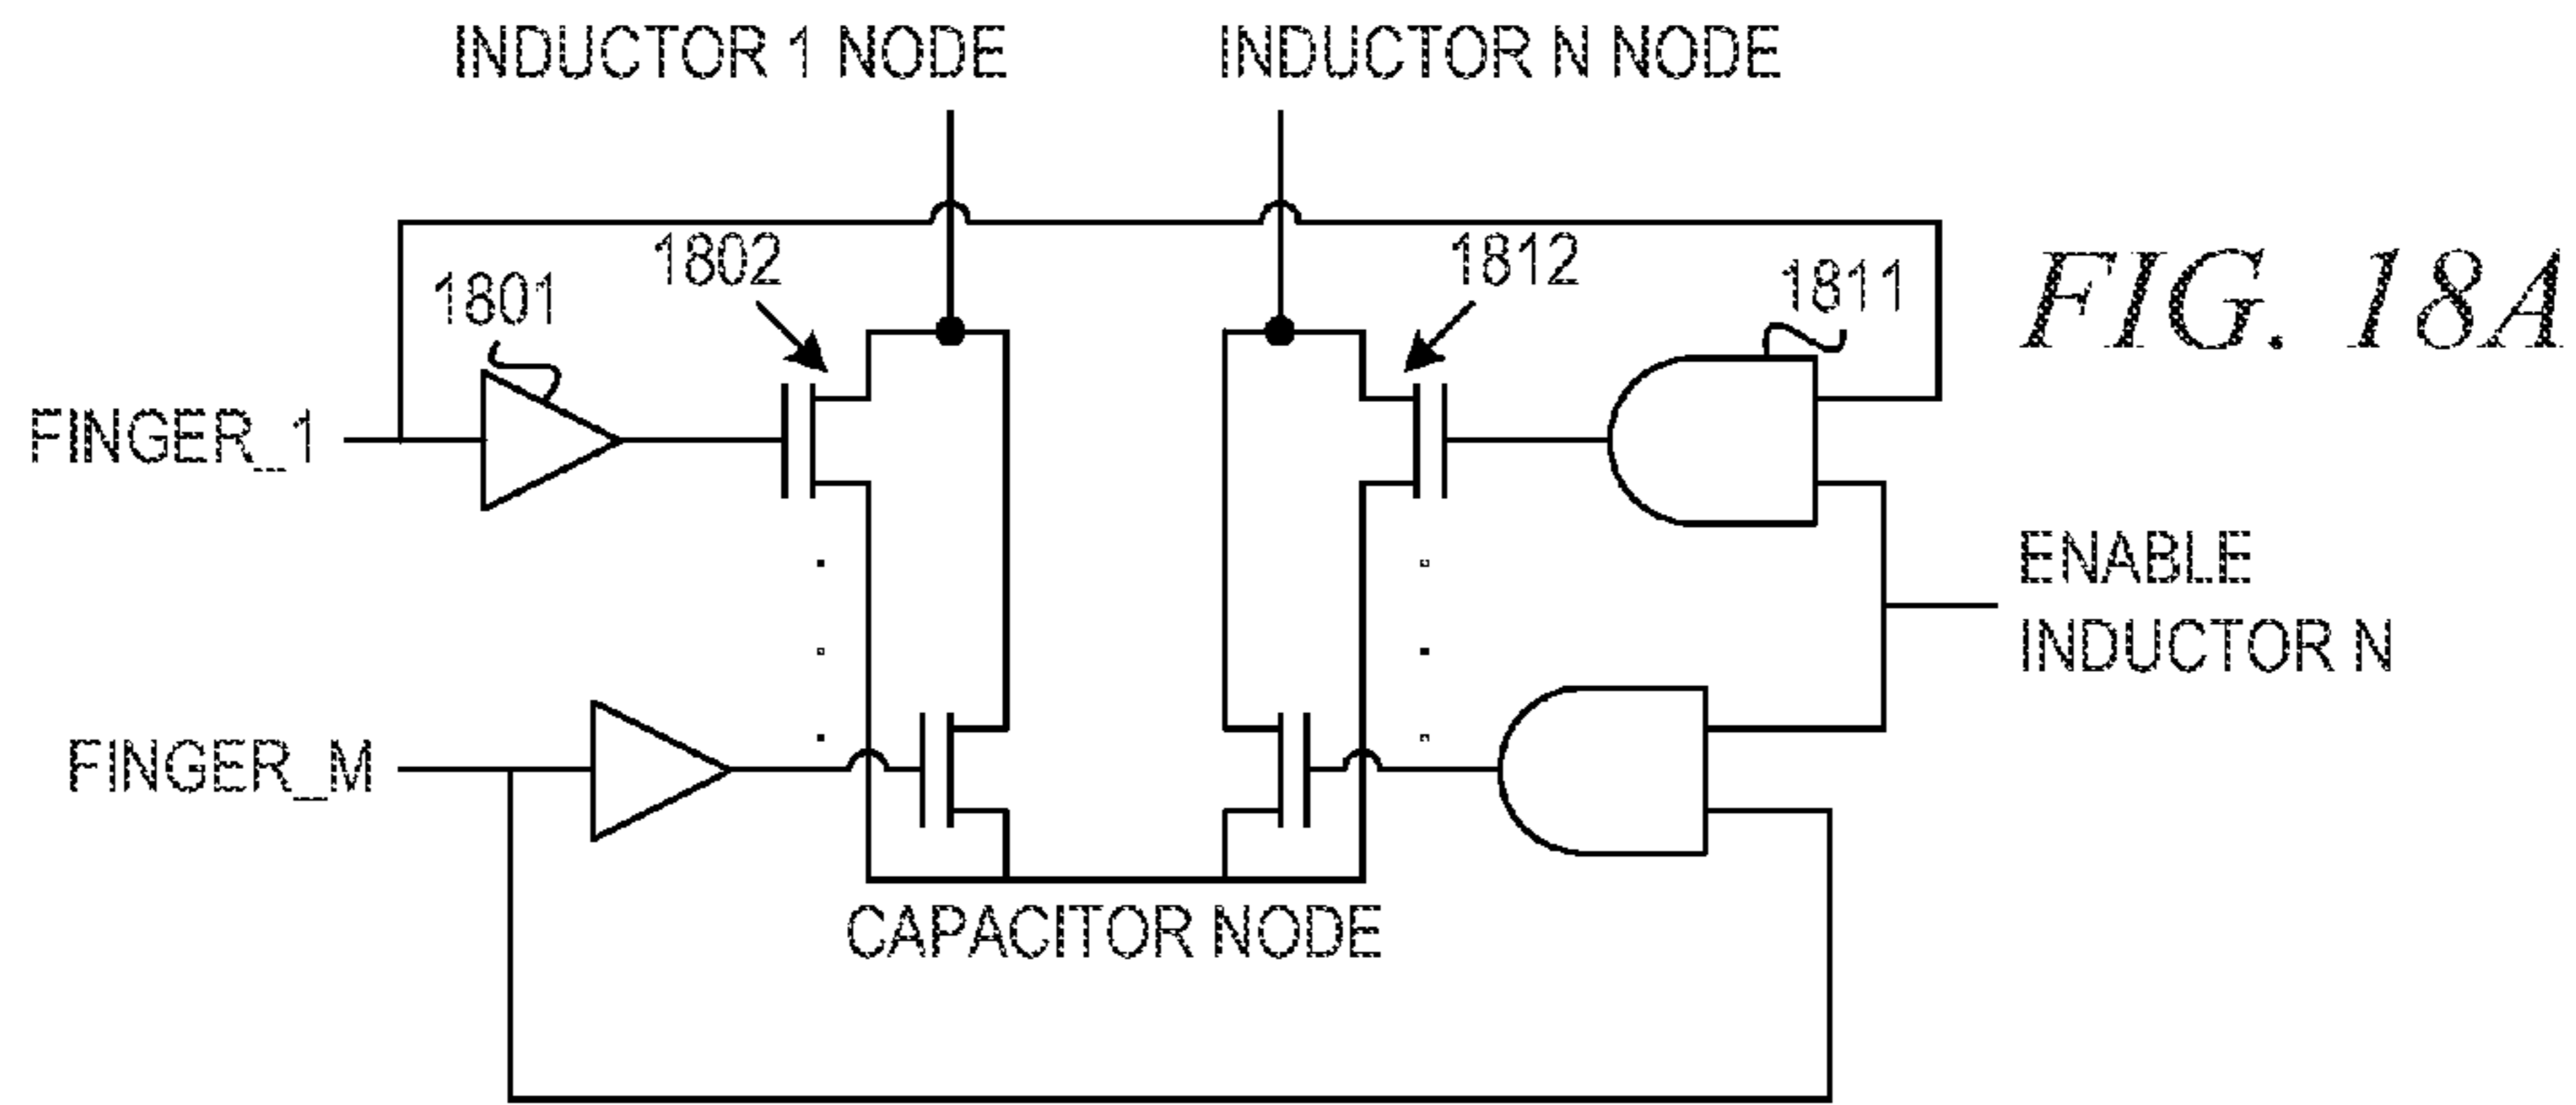 INDUCTOR 1 NODE
INDUCTOR N NODE
1802
1812
1801
1811
FIG. 18A
FINGER_1
ENABLE
INDUCTOR N
FINGER_M
CAPACITOR NODE